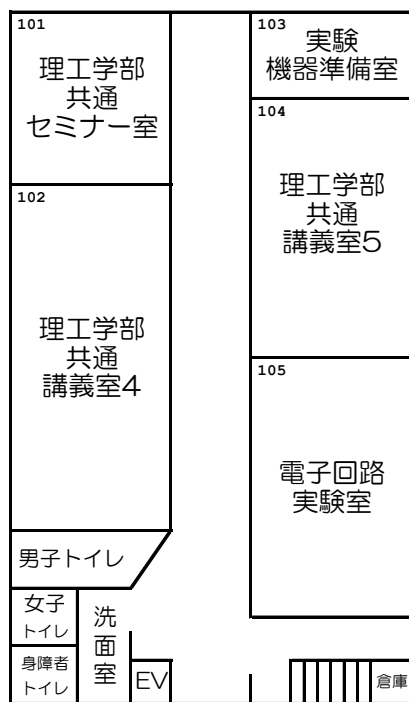 101
理工学部
共通
セミナー室
102
理工学部
共通
講義室4
男子トイレ
女子
トイレ
身障者
トイレ
洗
面
室
EV
103
実験
機器準備室
104
理工学部
共通
講義室5
105
電子回路
実験室
倉庫